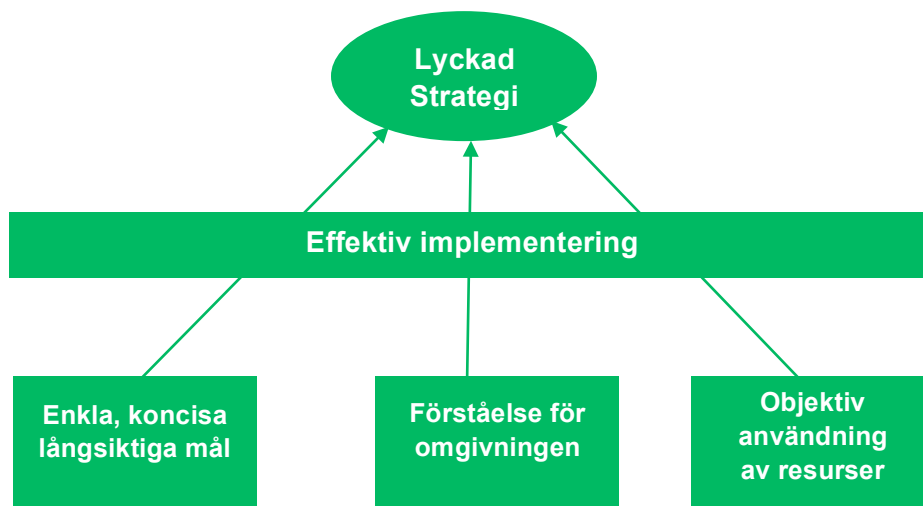 Lyckad
Strategi
Effektiv implementering
Enkla, koncisa
långsiktiga mål
Förståelse för
omgivningen
Objektiv
användning
av resurser